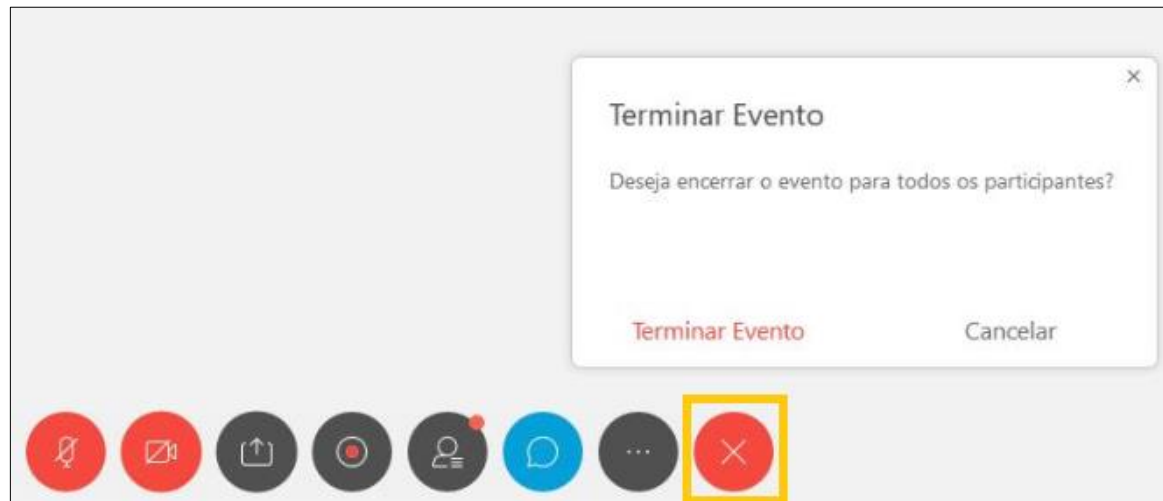 Terminar Evento
Deseja encerrar o evento para todos os participantes?
Terminar Evento Cancelar